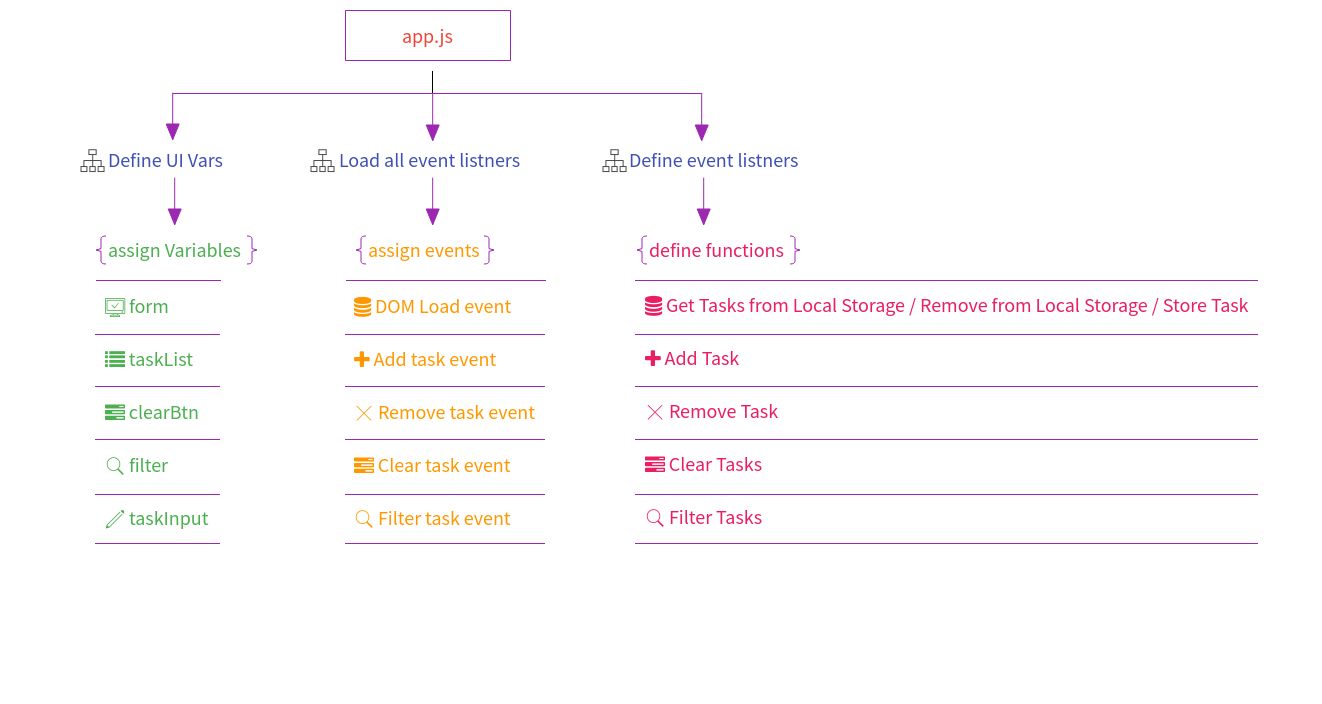 app.js
Define UI Vars
Load all event listners
Define event listners
{assign Variables}
{assign events}
{define functions}
form
DOM Load event
Get Tasks from Local Storage / Remove from Local Storage / Store Task
taskList
Add task event
Add Task
clearBtn
Remove task event
Remove Task
filter
Clear task event
Clear Tasks
taskInput
Filter task event
Filter Tasks